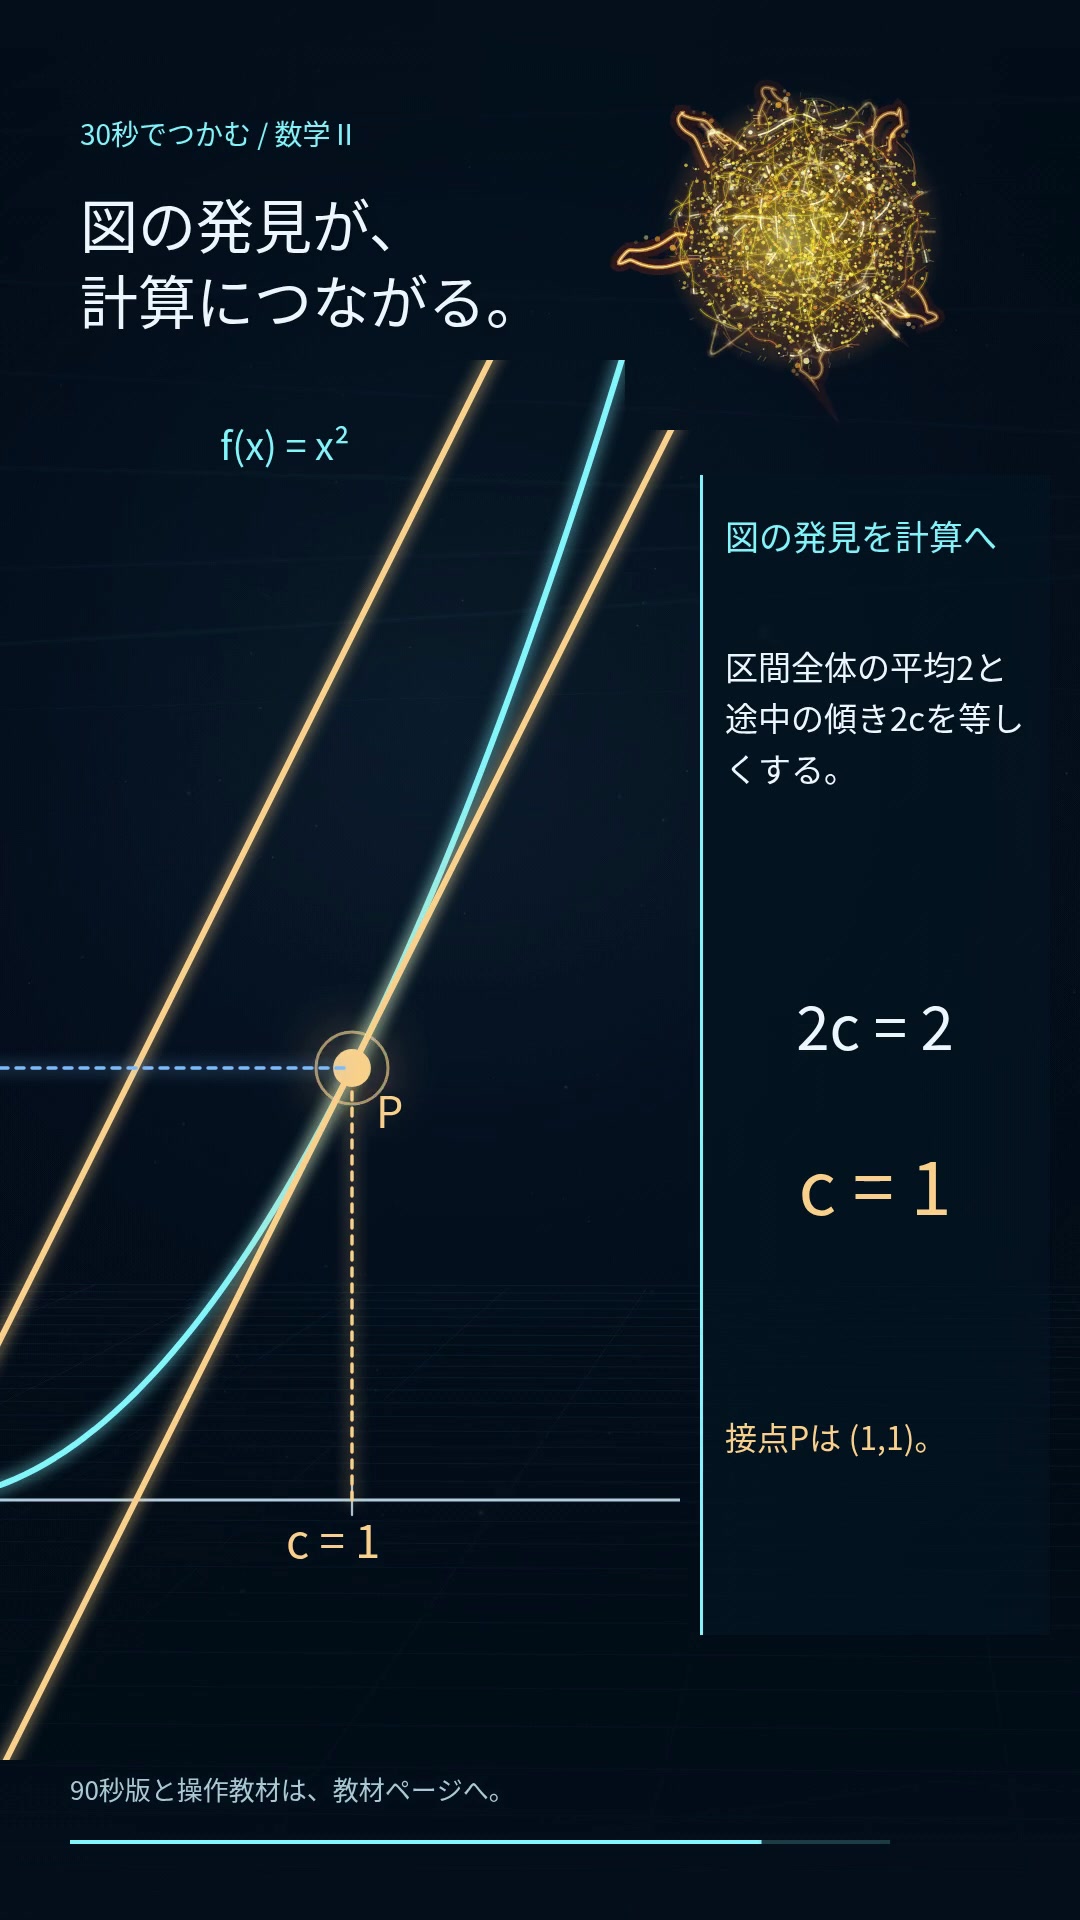 30秒でつかむ / 数学Ⅱ
図の発見が、
計算につながる。
f(x) = x²
図の発見を計算へ
区間全体の平均2と
途中の傾き2cを等し
くする。
2c = 2
P
c = 1
接点Pは (1,1)。
c = 1
90秒版と操作教材は、教材ページへ。